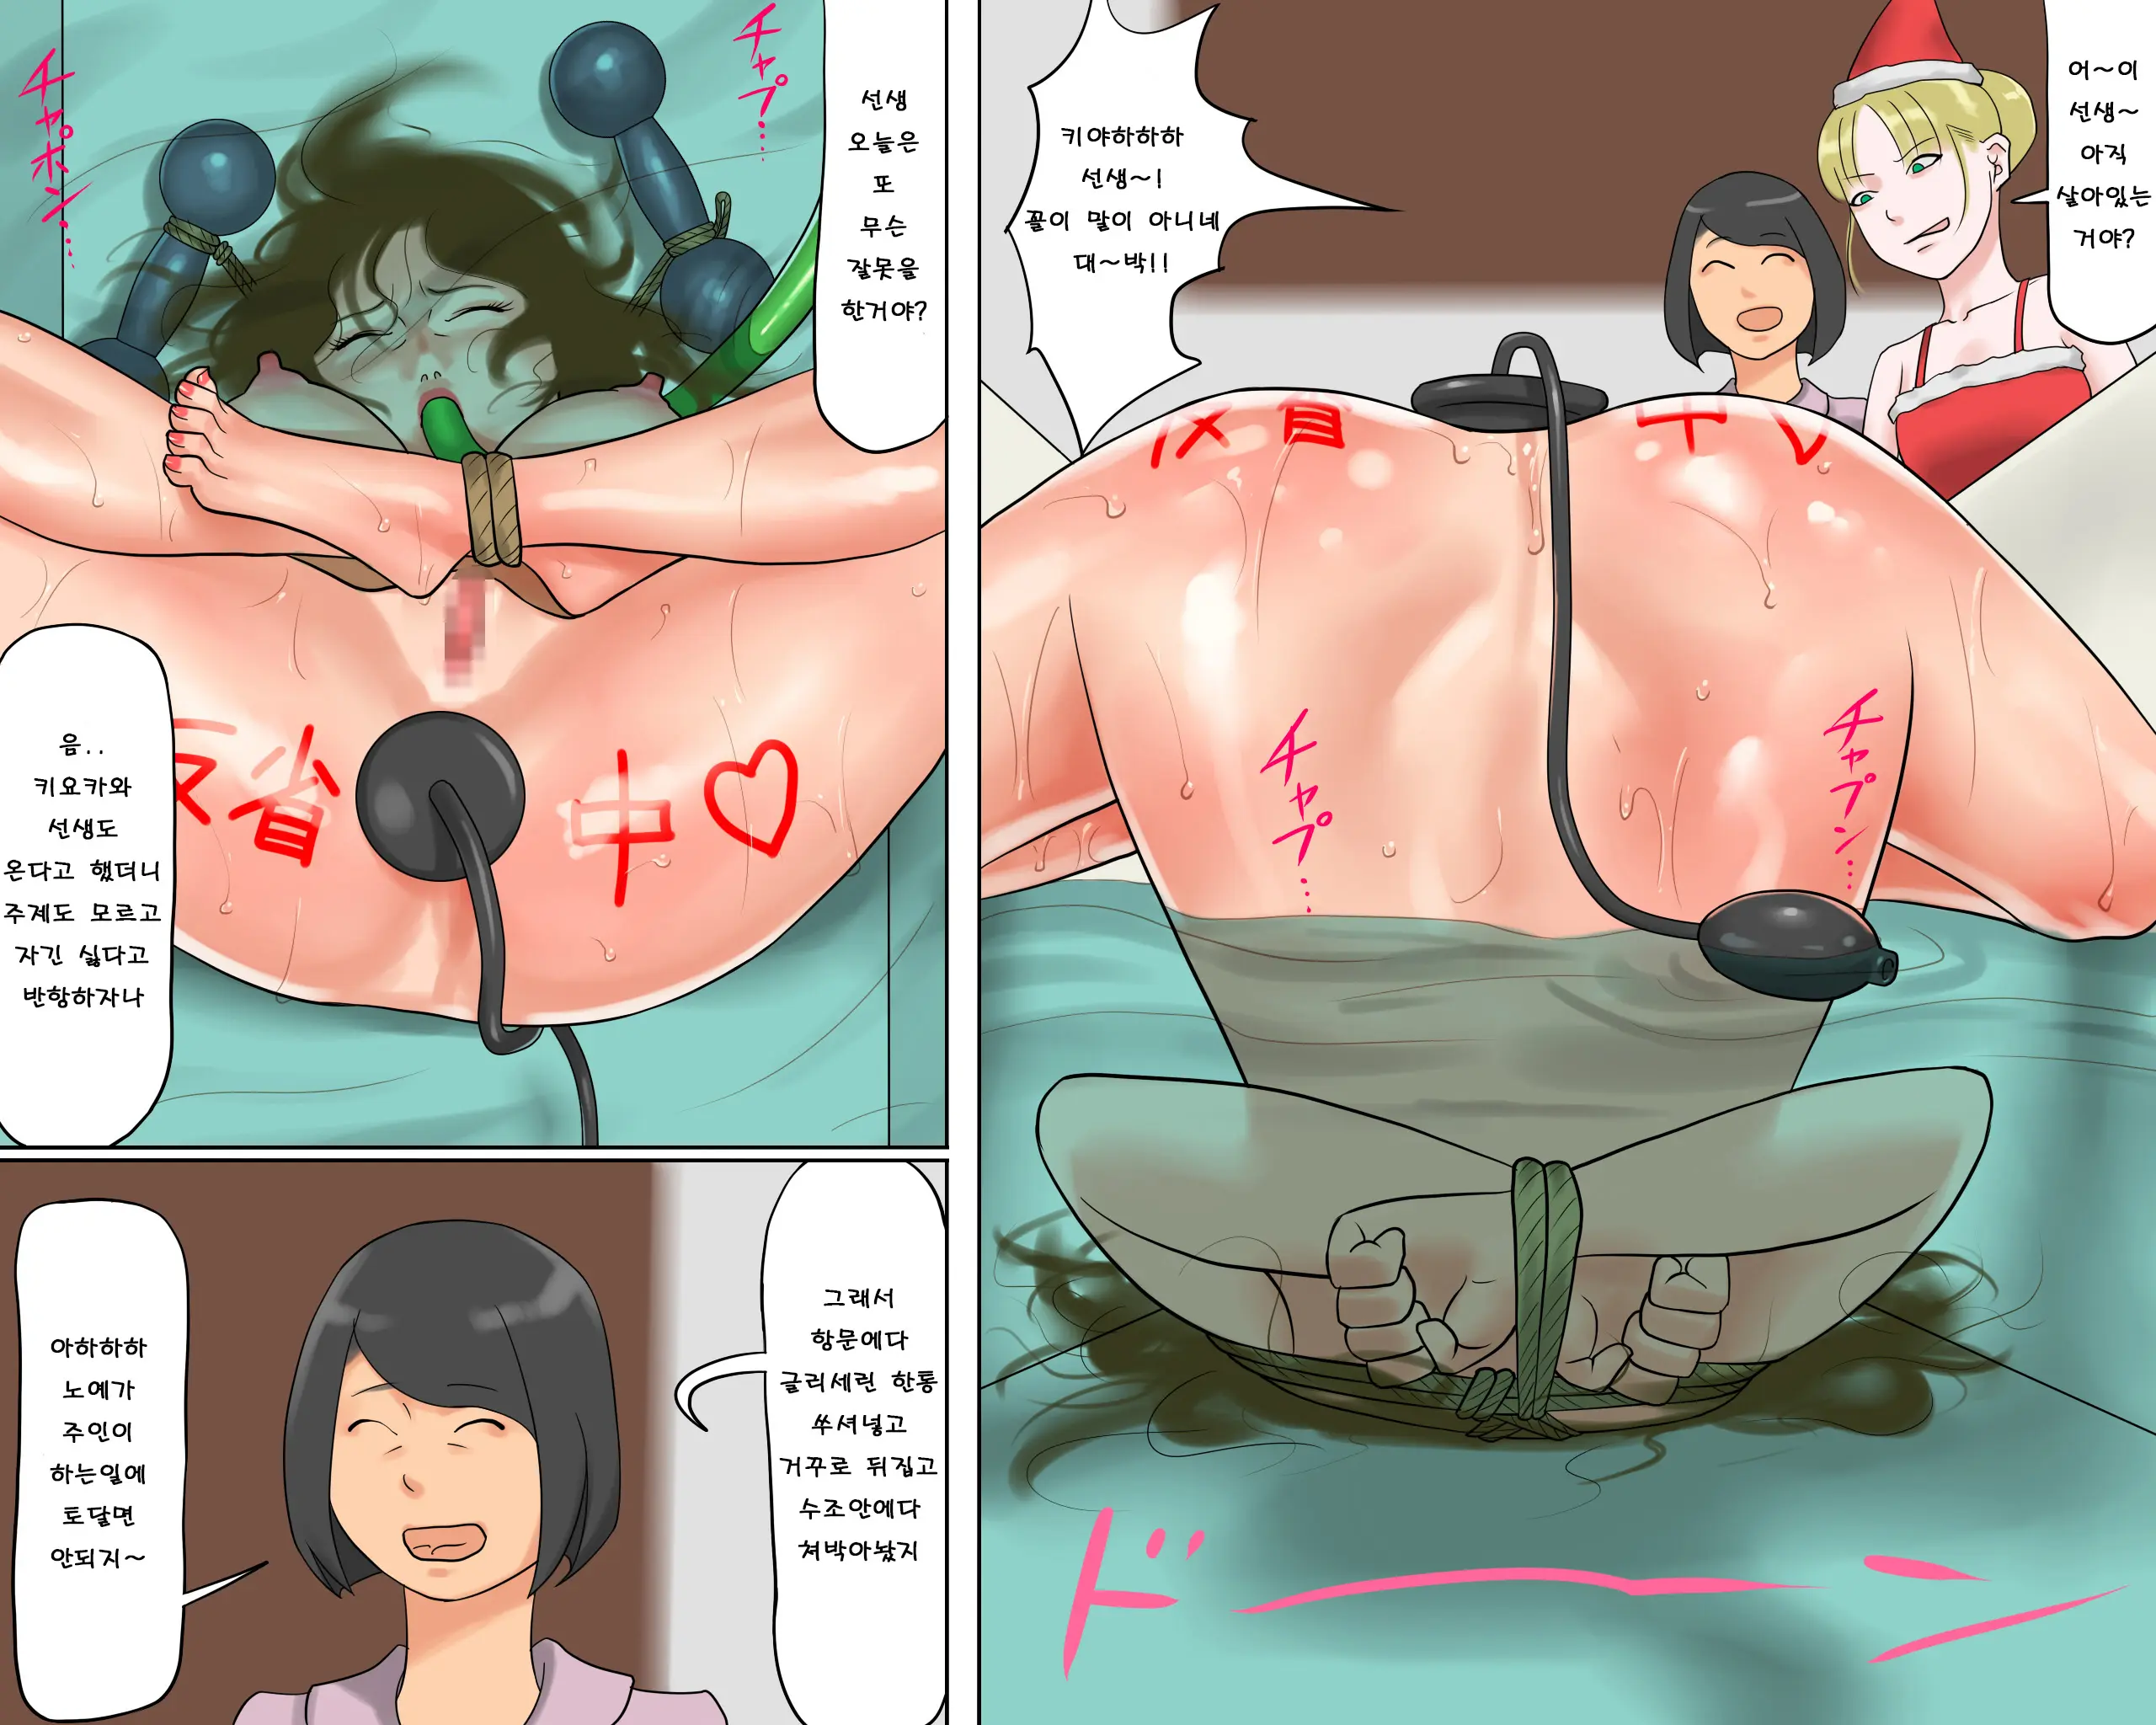 어~이
선생~
아직
살아있는
거야?
키야하하하
선생~!
꼴이 말이 아니네
대~박!!
反省
中
チャプ…
チャプン…
ドーン
선생
오늘은
또
무슨
잘못을
한거야?
チャプ…
チャポン…
음..
키요카와
선생도
온다고 했더니
주제도 모르고
자긴 싫다고
반항하자나
反省
中♡
그래서
항문에다
글리세린 한통
쑤셔넣고
거꾸로 뒤집고
수조안에다
쳐박아놨지
아하하하
노예가
주인이
하는일에
토달면
안되지~